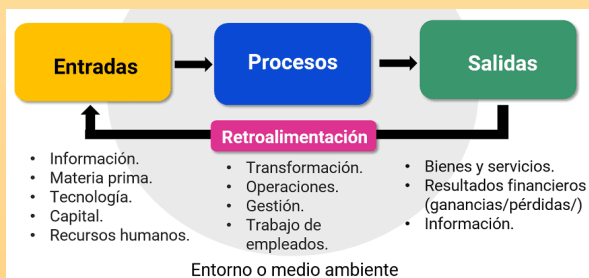 Entradas
Procesos
Salidas
Retroalimentación
• Información.
• Materia prima.
• Tecnología.
• Capital.
• Recursos humanos.
• Transformación.
• Operaciones.
• Gestión.
• Trabajo de
empleados.
• Bienes y servicios.
• Resultados financieros
(ganancias/pérdidas/)
• Información.
Entorno o medio ambiente